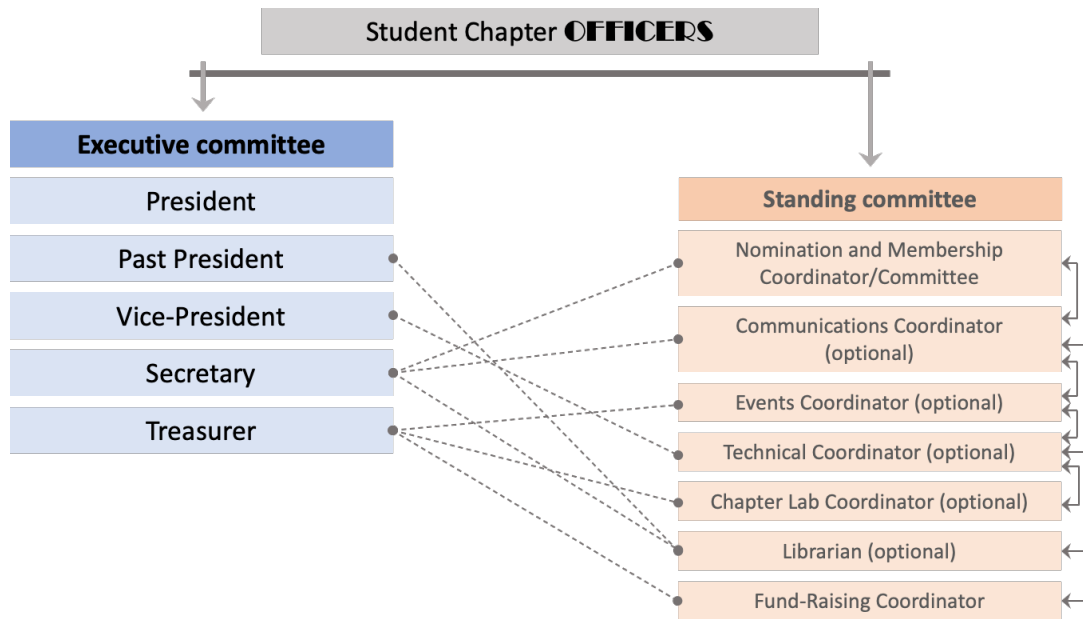 Student Chapter OFFICERS
Executive committee
President
Past President
Vice-President
Secretary
Treasurer
Standing committee
Nomination and Membership
Coordinator/Committee
Communications Coordinator
(optional)
Events Coordinator (optional)
Technical Coordinator (optional)
Chapter Lab Coordinator (optional)
Librarian (optional)
Fund-Raising Coordinator